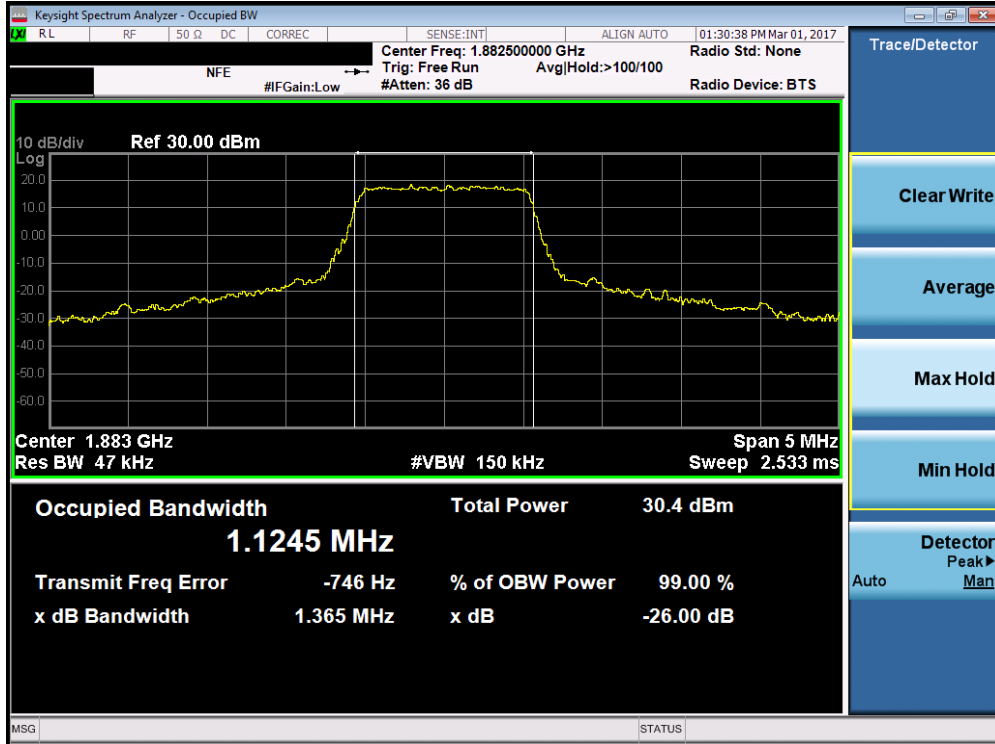 Keysight Spectrum Analyzer - Occupied BW
LXI RL RF 50 Ω DC CORREC SENSE:INT ALIGN AUTO 01:30:38 PM Mar 01, 2017
Center Freq: 1.882500000 GHz Radio Std: None
NFE Trig: Free Run Avg|Hold:>100/100
#IFGain:Low #Atten: 36 dB Radio Device: BTS
Trace/Detector
10 dB/div Ref 30.00 dBm
Log
20.0
10.0
0.00
-10.0
-20.0
-30.0
-40.0
-50.0
-60.0
Center 1.883 GHz Span 5 MHz
Res BW 47 kHz #VBW 150 kHz Sweep 2.533 ms
Occupied Bandwidth Total Power 30.4 dBm
1.1245 MHz
Transmit Freq Error -746 Hz % of OBW Power 99.00 %
x dB Bandwidth 1.365 MHz x dB -26.00 dB
Clear Write
Average
Max Hold
Min Hold
Detector
Peak▶
Auto Man
MSG STATUS